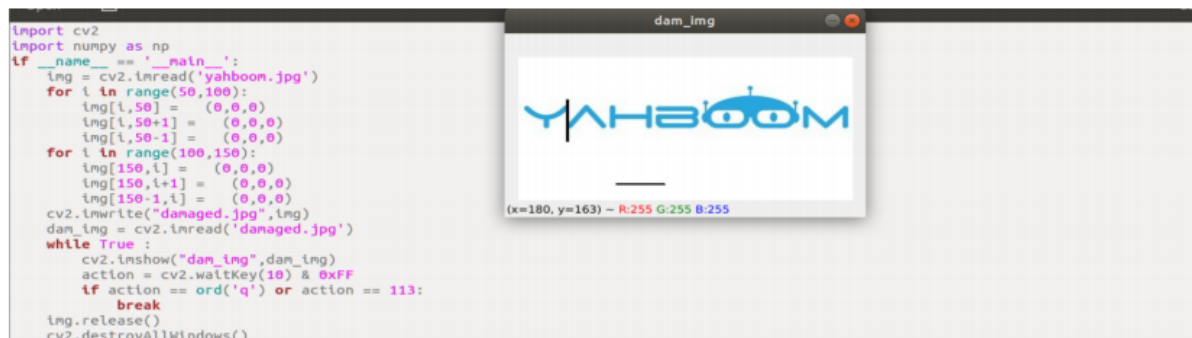 import cv2
import numpy as np
if __name__ == '__main__':
    img = cv2.imread('yahboom.jpg')
    for i in range(50,100):
        img[i,50] =   (0,0,0)
        img[i,50+1] =   (0,0,0)
        img[i,50-1] =   (0,0,0)
    for i in range(100,150):
        img[150,i] =   (0,0,0)
        img[150,i+1] =   (0,0,0)
        img[150-1,i] =   (0,0,0)
    cv2.imwrite("damaged.jpg",img)
    dam_img = cv2.imread('damaged.jpg')
    while True :
        cv2.imshow("dam_img",dam_img)
        action = cv2.waitKey(10) & 0xFF
        if action == ord('q') or action == 113:
            break
    img.release()
    cv2.destroyAllWindows()
dam_img
YAHBOOM
(x=180, y=163) ~ R:255 G:255 B:255